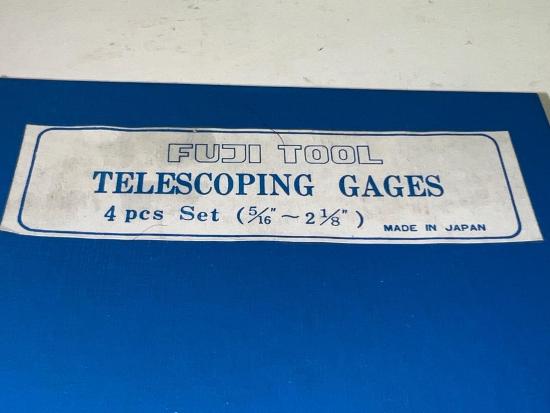 FUJI TOOL
TELESCOPING GAGES
4 pcs Set (5/16" ~ 2 1/8")
MADE IN JAPAN